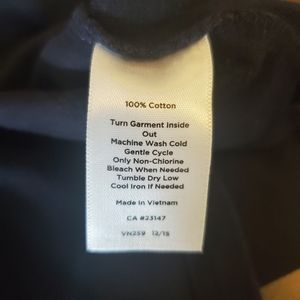 100% Cotton
Turn Garment Inside
Out
Machine Wash Cold
Gentle Cycle
Only Non-Chlorine
Bleach When Needed
Tumble Dry Low
Cool Iron If Needed
Made in Vietnam
CA #23147
VN259 12/15